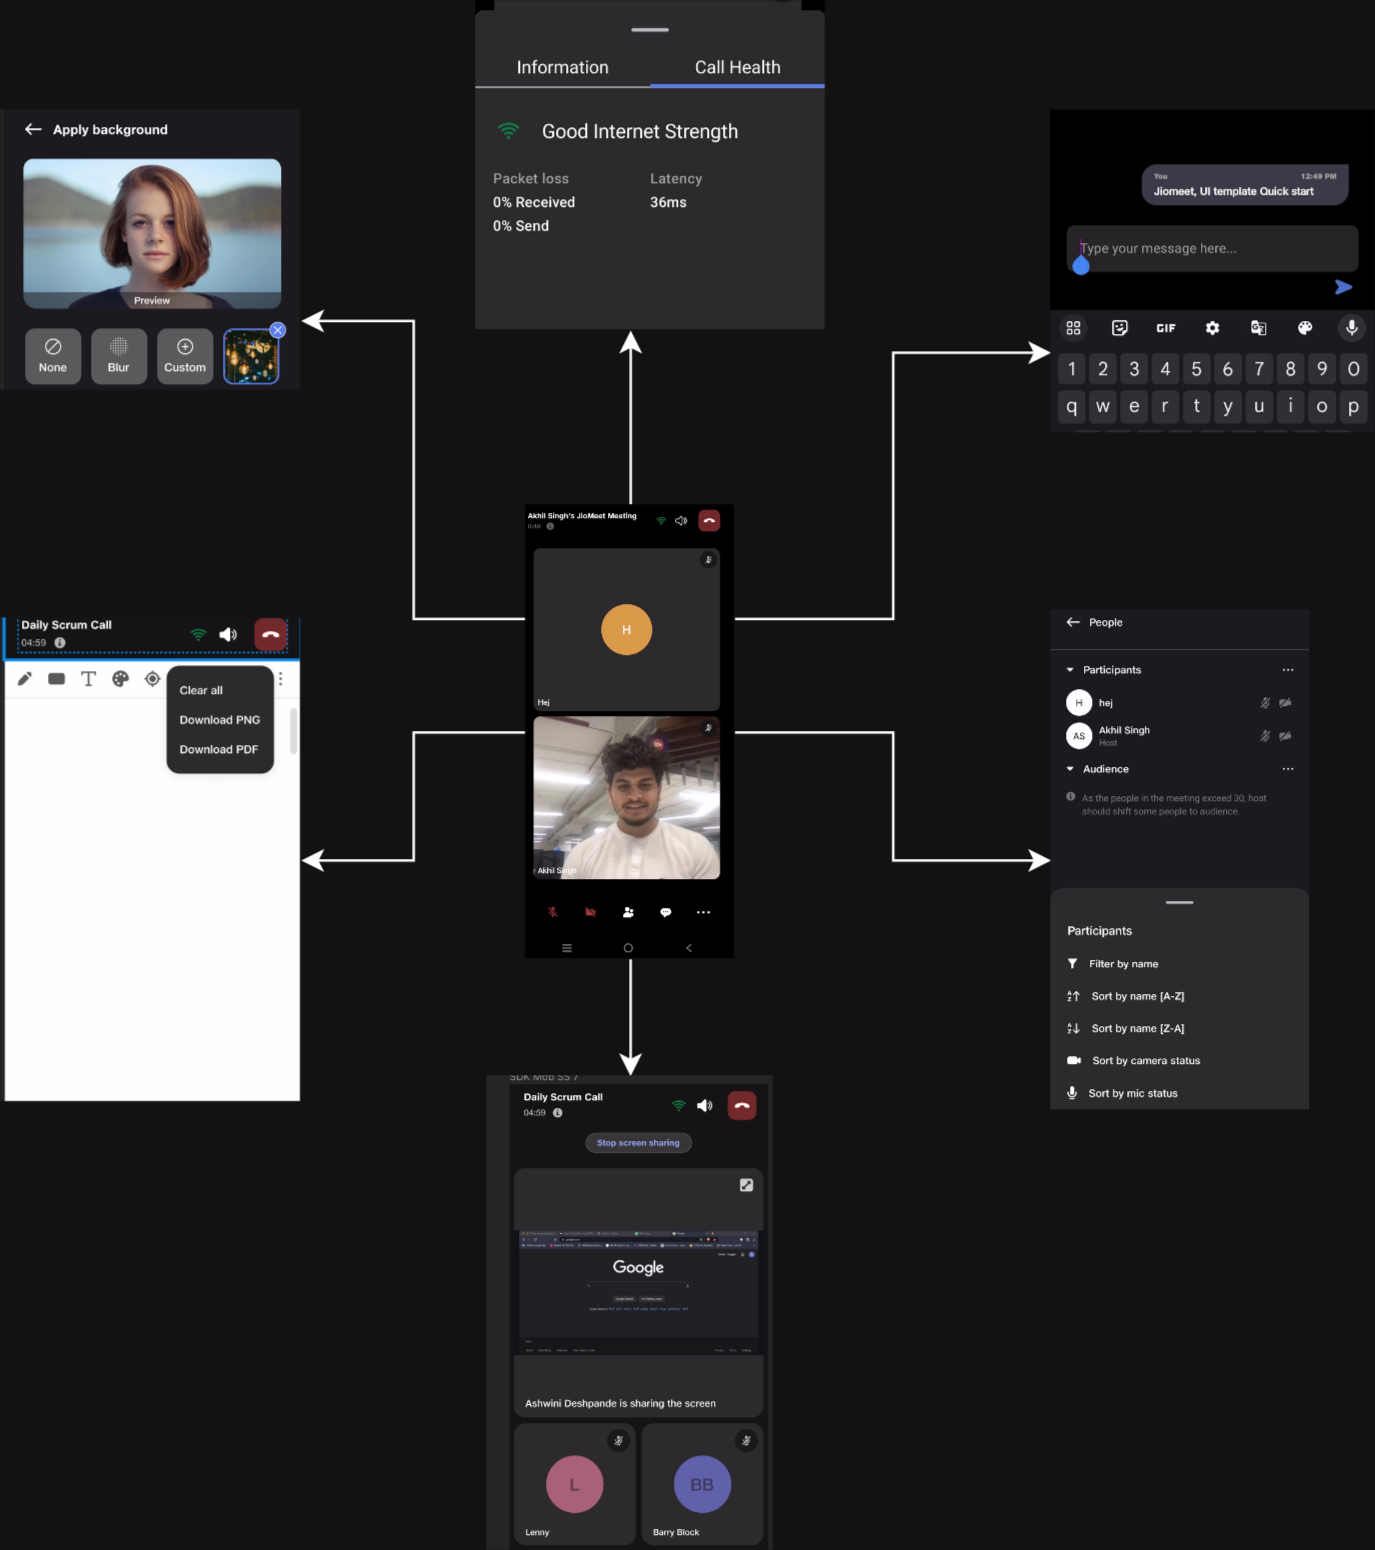 Information
Call Health
Good Internet Strength
Packet loss
Latency
0% Received
36ms
0% Send
Apply background
Preview
None
Blur
Custom
You
12:49 PM
Jiomeet, UI template Quick start
Type your message here...
GIF
1 2 3 4 5 6 7 8 9 0
q w e r t y u i o p
Akhil Singh's JioMeet Meeting
0:48
H
Hej
Akhil Singh
Daily Scrum Call
04:59
T
Clear all
Download PNG
Download PDF
People
Participants
H
hej
AS
Akhil Singh
Host
Audience
As the people in the meeting exceed 30, host
should shift some people to audience.
Participants
Filter by name
Sort by name [A-Z]
Sort by name [Z-A]
Sort by camera status
Sort by mic status
SDK Mob SS 7
Daily Scrum Call
04:59
Stop screen sharing
Google
Ashwini Deshpande is sharing the screen
L
BB
Lenny
Barry Block